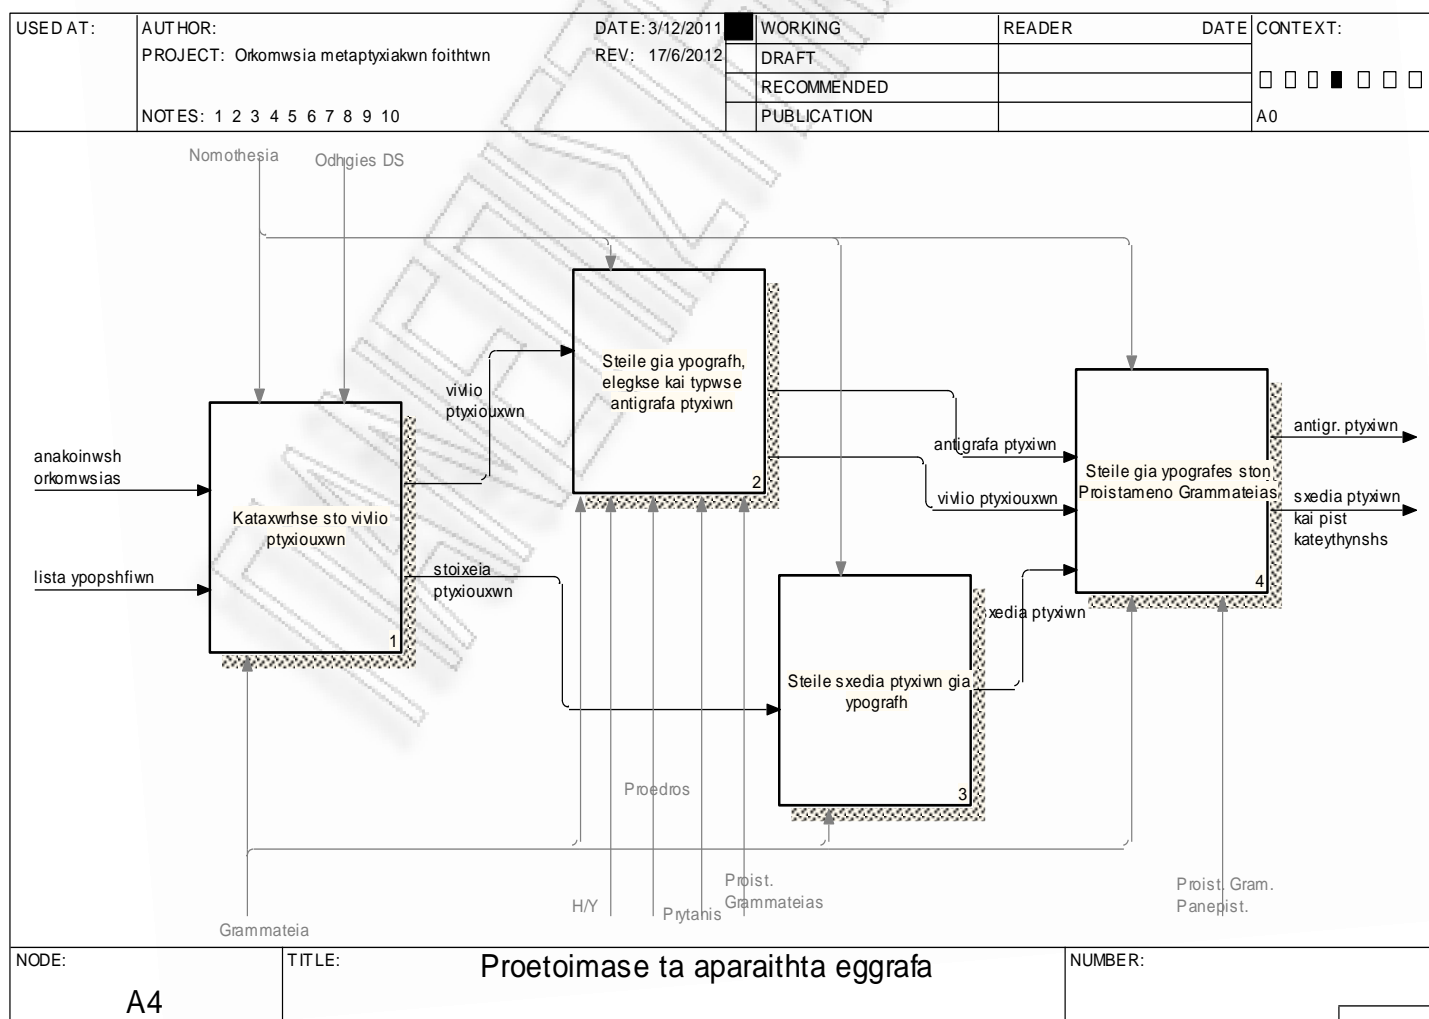 USED AT: AUTHOR: DATE: 3/12/2011 WORKING READER DATE CONTEXT:
PROJECT: Orkomwsia metaptyxiakwn foithtwn REV: 17/6/2012 DRAFT
RECOMMENDED
NOTES: 1 2 3 4 5 6 7 8 9 10 PUBLICATION A0
Nomothesia
Odhgies DS
Steile gia ypografh,
elegkse kai typwse
antigrafa ptyxiwn
2
vivlio
ptyxiouxwn
antigrafa ptyxiwn
vivlio ptyxiouxwn
Steile gia ypografes ston
Proistameno Grammateias
4
antigr. ptyxiwn
sxedia ptyxiwn
kai pist
kateythynshs
anakoinwsh
orkomwsias
lista ypopshfiwn
Kataxwrhse sto vivlio
ptyxiouxwn
1
stoixeia
ptyxiouxwn
xedia ptyxiwn
Steile sxedia ptyxiwn gia
ypografh
3
Proedros
Grammateia
H/Y
Prytanis
Proist.
Grammateias
Proist. Gram.
Panepist.
NODE: TITLE: Proetoimase ta aparaithta eggrafa NUMBER:
A4